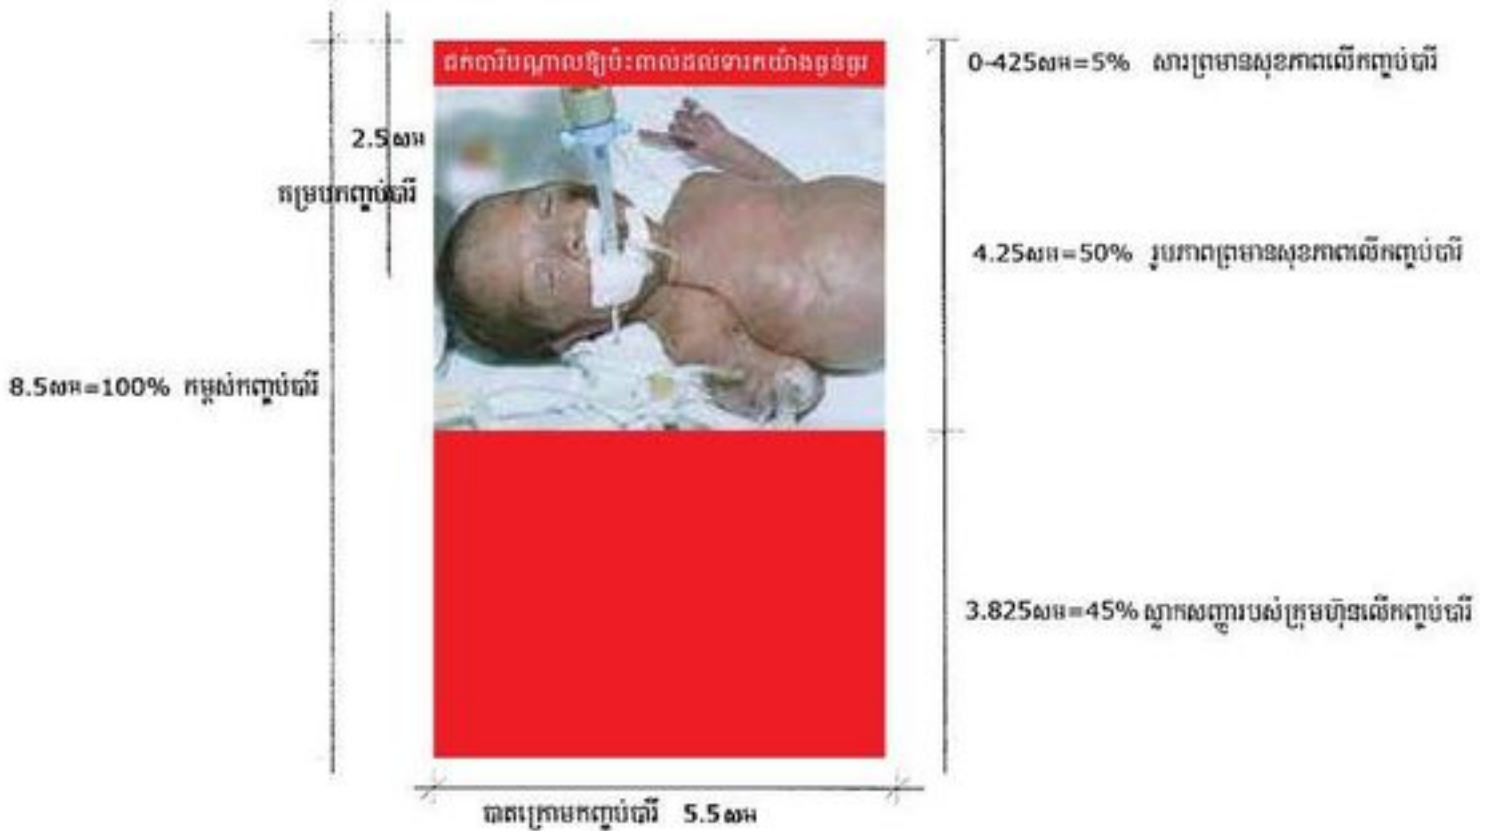 ជក់បារីបណ្តាលឱ្យប៉ះពាល់ដល់ទារកយ៉ាងធ្ងន់ធ្ងរ
0-425សម=5% សារព្រមានសុខភាពលើកញ្ចប់បារី
2.5សម
គម្របកញ្ចប់បារី
4.25សម=50% រូបភាពព្រមានសុខភាពលើកញ្ចប់បារី
8.5សម=100% កម្ពស់កញ្ចប់បារី
3.825សម=45% ស្លាកសញ្ញារបស់ក្រុមហ៊ុនលើកញ្ចប់បារី
បាតក្រោមកញ្ចប់បារី 5.5សម